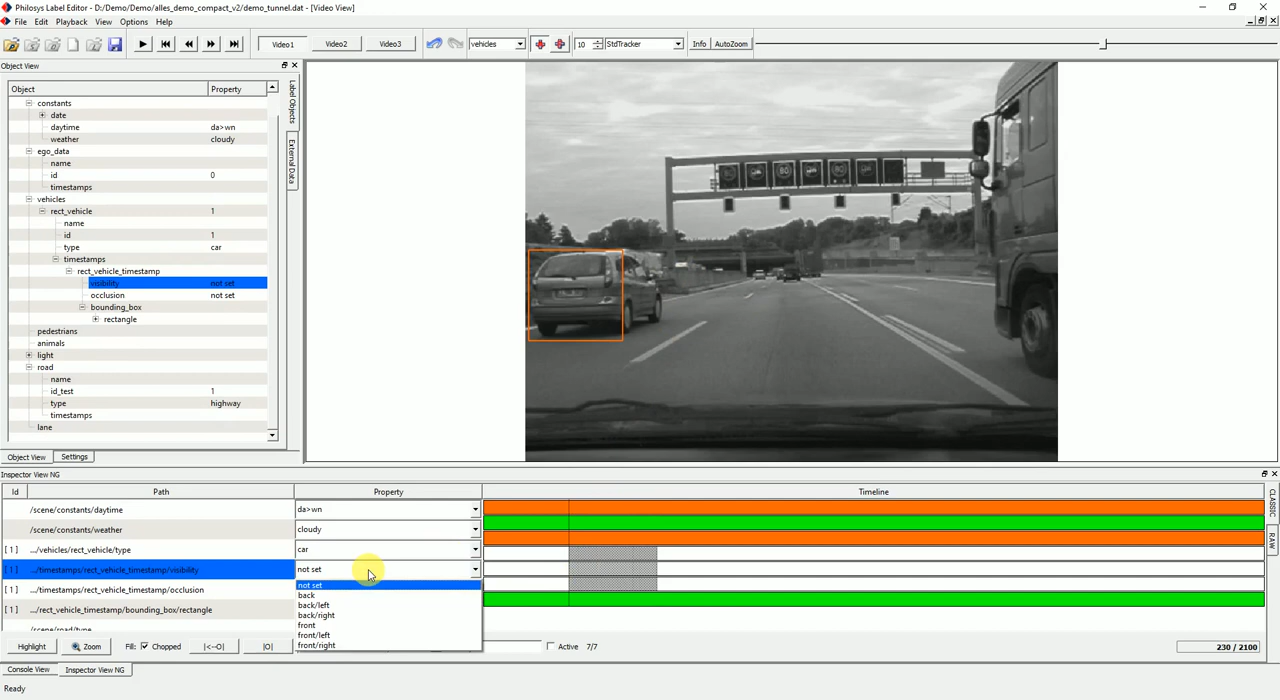 Philosys Label Editor - D:/Demo/Demo/alles_demo_compact_v2/demo_tunnel.dat - [Video View]
File Edit Playback View Options Help
Video1 Video2 Video3 vehicles 10 StdTracker Info AutoZoom
Object View
Object Property
constants
date
daytime da>wn
weather cloudy
ego_data
name
id 0
timestamps
vehicles
rect_vehicle 1
name
id 1
type car
timestamps
rect_vehicle_timestamp
visibility not set
occlusion not set
bounding_box
rectangle
pedestrians
animals
light
road
name
id_test 1
type highway
timestamps
lane
Label Objects
External Data
Object View Settings
80
Inspector View NG
Id Path Property Timeline
/scene/constants/daytime da>wn
/scene/constants/weather cloudy
[ 1 ] .../vehicles/rect_vehicle/type car
[ 1 ] .../timestamps/rect_vehicle_timestamp/visibility not set
[ 1 ] .../timestamps/rect_vehicle_timestamp/occlusion
[ 1 ] .../rect_vehicle_timestamp/bounding_box/rectangle
/scene/road/type
not set
back
back/left
back/right
front
front/left
front/right
CLASSIC
RAW
Highlight Zoom Fill: Chopped |<--O| |O| Active 7/7 230 / 2100
Console View Inspector View NG
Ready